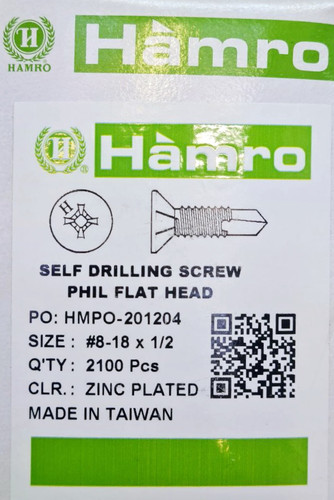 HAMRO
Hàmro
Hàmro
H
SELF DRILLING SCREW
PHIL FLAT HEAD
PO: HMPO-201204
SIZE : #8-18 x 1/2
Q'TY : 2100 Pcs
CLR. : ZINC PLATED
MADE IN TAIWAN